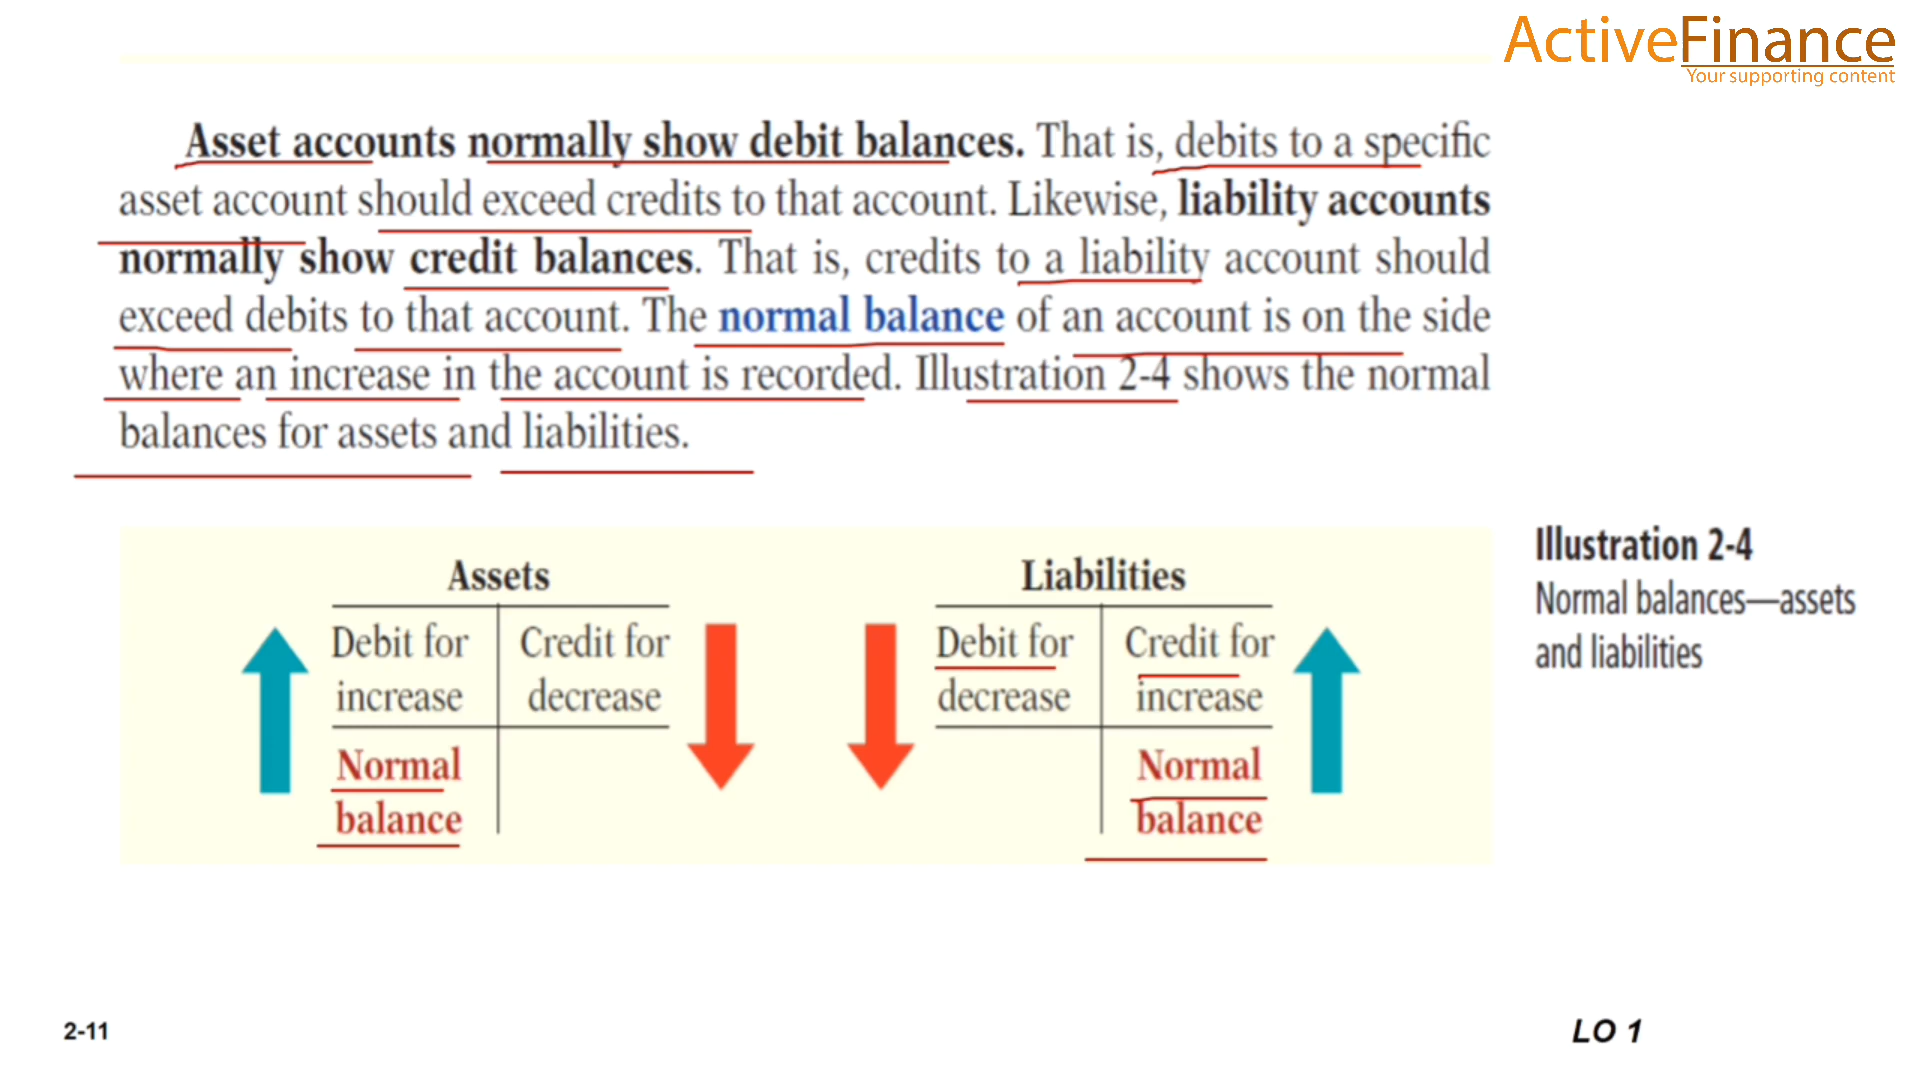 ActiveFinance
Your supporting content
Asset accounts normally show debit balances. That is, debits to a specific
asset account should exceed credits to that account. Likewise, liability accounts
normally show credit balances. That is, credits to a liability account should
exceed debits to that account. The normal balance of an account is on the side
where an increase in the account is recorded. Illustration 2-4 shows the normal
balances for assets and liabilities.
Illustration 2-4
Normal balances—assets
and liabilities
Assets
Debit for
increase
Credit for
decrease
Normal
balance
Liabilities
Debit for
decrease
Credit for
increase
Normal
balance
2-11
LO 1